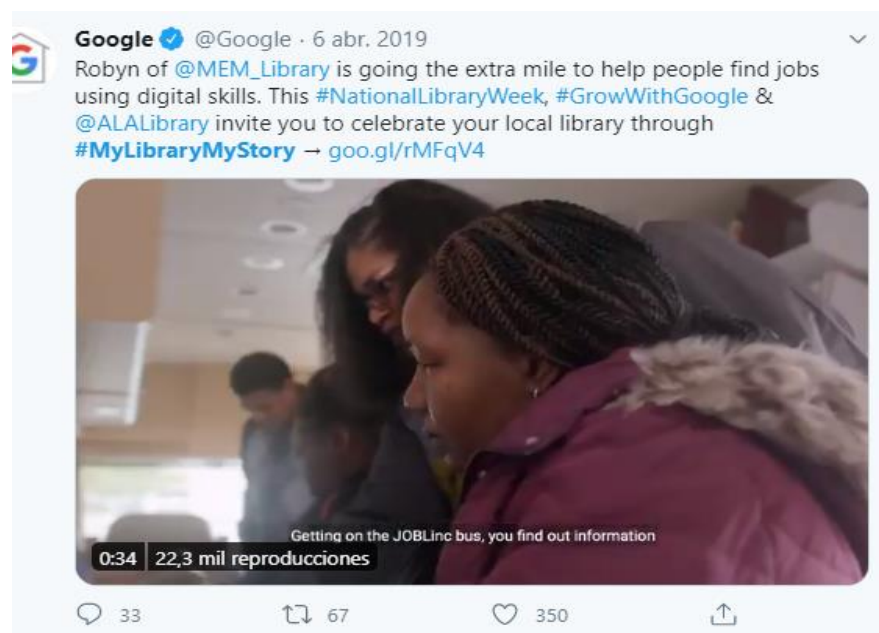 Google @Google · 6 abr. 2019
Robyn of @MEM_Library is going the extra mile to help people find jobs
using digital skills. This #NationalLibraryWeek, #GrowWithGoogle &
@ALALibrary invite you to celebrate your local library through
#MyLibraryMyStory → goo.gl/rMFqV4
Getting on the JOBLinc bus, you find out information
0:34 22,3 mil reproducciones
33 67 350